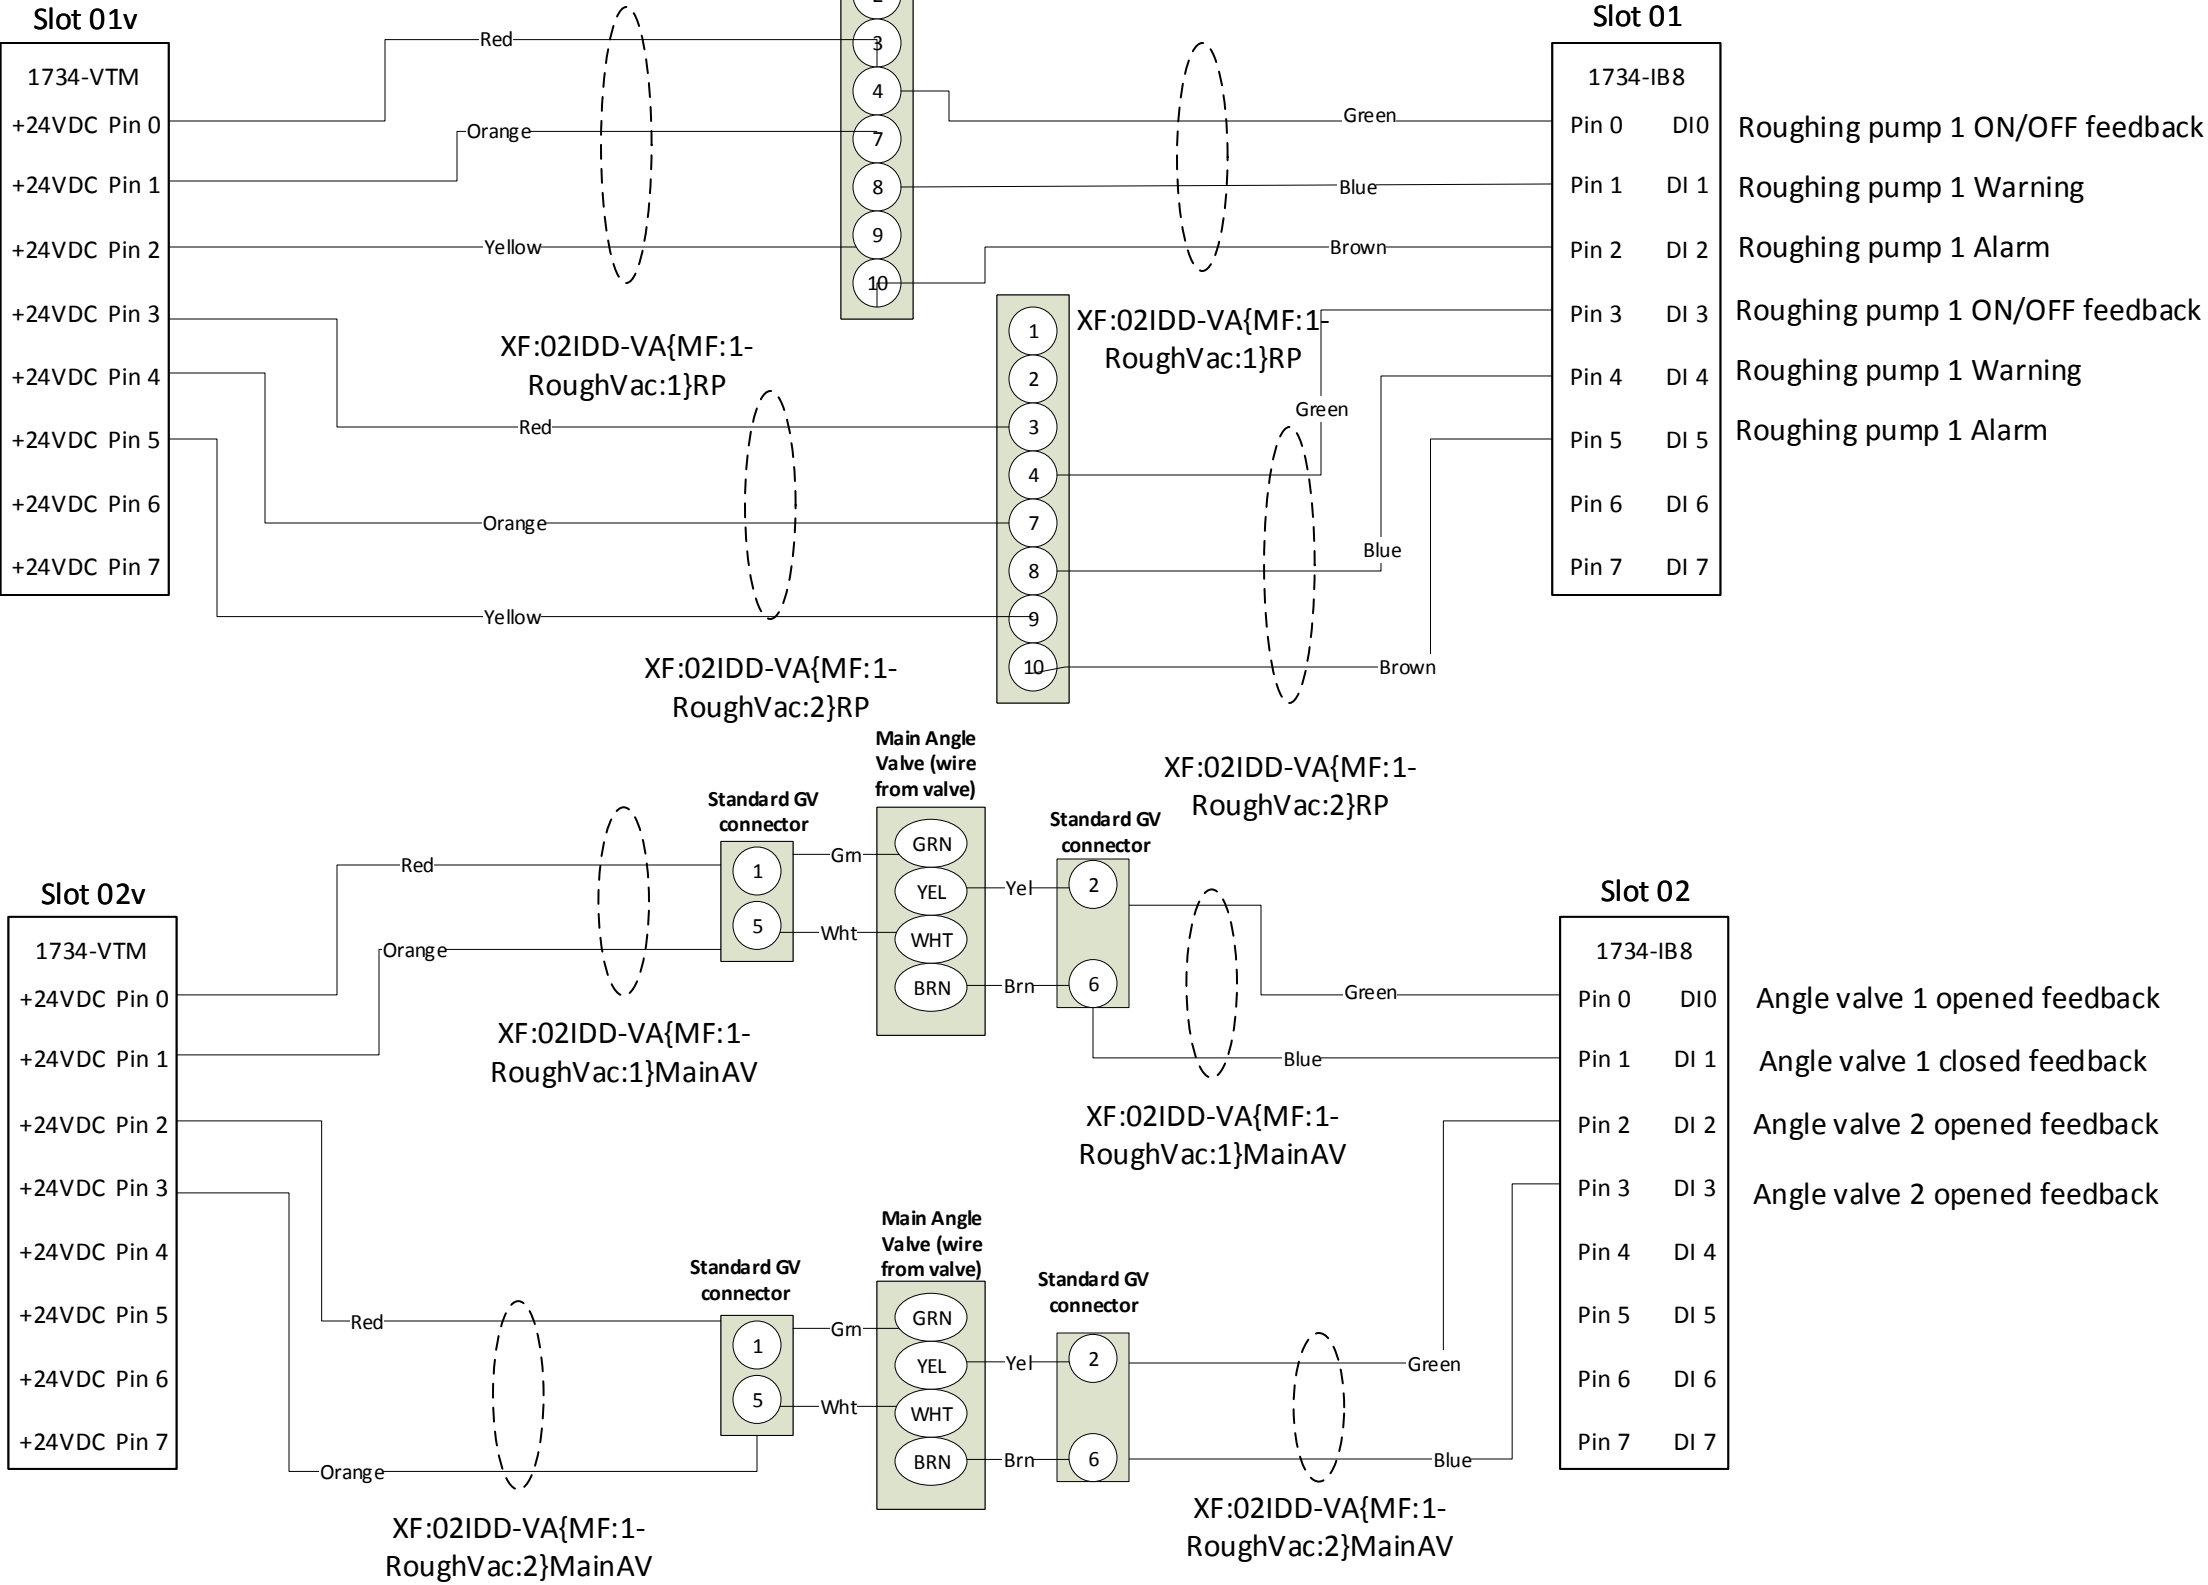 Slot 01v
1734-VTM
+24VDC Pin 0
+24VDC Pin 1
+24VDC Pin 2
+24VDC Pin 3
+24VDC Pin 4
+24VDC Pin 5
+24VDC Pin 6
+24VDC Pin 7
Red
Orange
Yellow
XF:02IDD-VA{MF:1-
RoughVac:1}RP
Red
Orange
Yellow
XF:02IDD-VA{MF:1-
RoughVac:2}RP
3
4
7
8
9
10
1
2
3
4
7
8
9
10
Green
Blue
Brown
XF:02IDD-VA{MF:1-
RoughVac:1}RP
Green
Blue
Brown
XF:02IDD-VA{MF:1-
RoughVac:2}RP
Slot 01
1734-IB8
Pin 0 DI0
Pin 1 DI 1
Pin 2 DI 2
Pin 3 DI 3
Pin 4 DI 4
Pin 5 DI 5
Pin 6 DI 6
Pin 7 DI 7
Roughing pump 1 ON/OFF feedback
Roughing pump 1 Warning
Roughing pump 1 Alarm
Roughing pump 1 ON/OFF feedback
Roughing pump 1 Warning
Roughing pump 1 Alarm
Slot 02v
1734-VTM
+24VDC Pin 0
+24VDC Pin 1
+24VDC Pin 2
+24VDC Pin 3
+24VDC Pin 4
+24VDC Pin 5
+24VDC Pin 6
+24VDC Pin 7
Red
Orange
XF:02IDD-VA{MF:1-
RoughVac:1}MainAV
Standard GV
connector
1
5
Grn
Wht
Main Angle
Valve (wire
from valve)
GRN
YEL
WHT
BRN
Yel
Brn
Standard GV
connector
2
6
Green
Blue
XF:02IDD-VA{MF:1-
RoughVac:1}MainAV
Red
Orange
XF:02IDD-VA{MF:1-
RoughVac:2}MainAV
Standard GV
connector
1
5
Grn
Wht
Main Angle
Valve (wire
from valve)
GRN
YEL
WHT
BRN
Yel
Brn
Standard GV
connector
2
6
Green
Blue
XF:02IDD-VA{MF:1-
RoughVac:2}MainAV
Slot 02
1734-IB8
Pin 0 DI0
Pin 1 DI 1
Pin 2 DI 2
Pin 3 DI 3
Pin 4 DI 4
Pin 5 DI 5
Pin 6 DI 6
Pin 7 DI 7
Angle valve 1 opened feedback
Angle valve 1 closed feedback
Angle valve 2 opened feedback
Angle valve 2 opened feedback